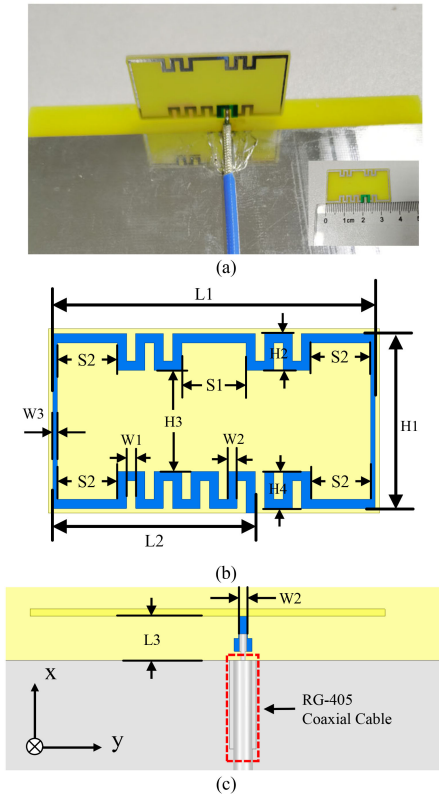 0 1cm 2 3 4 5
(a)
L1
S2
H2
S2
S1
W3
H3
H1
W1
W2
S2
H4
S2
L2
(b)
W2
L3
x
RG-405
Coaxial Cable
y
(c)